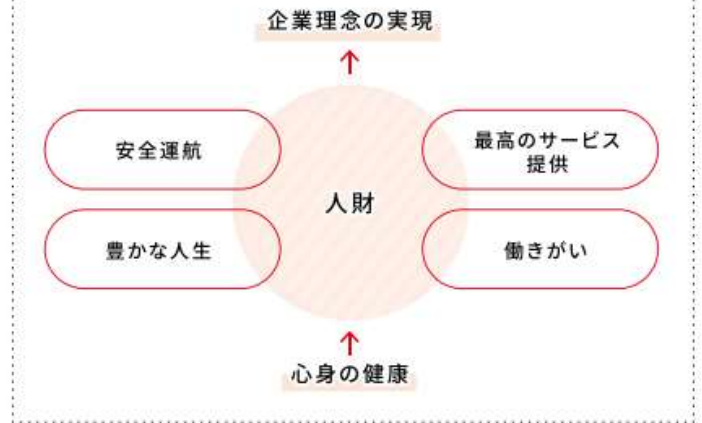 企業理念の実現
安全運航
最高のサービス
提供
人財
豊かな人生
働きがい
心身の健康